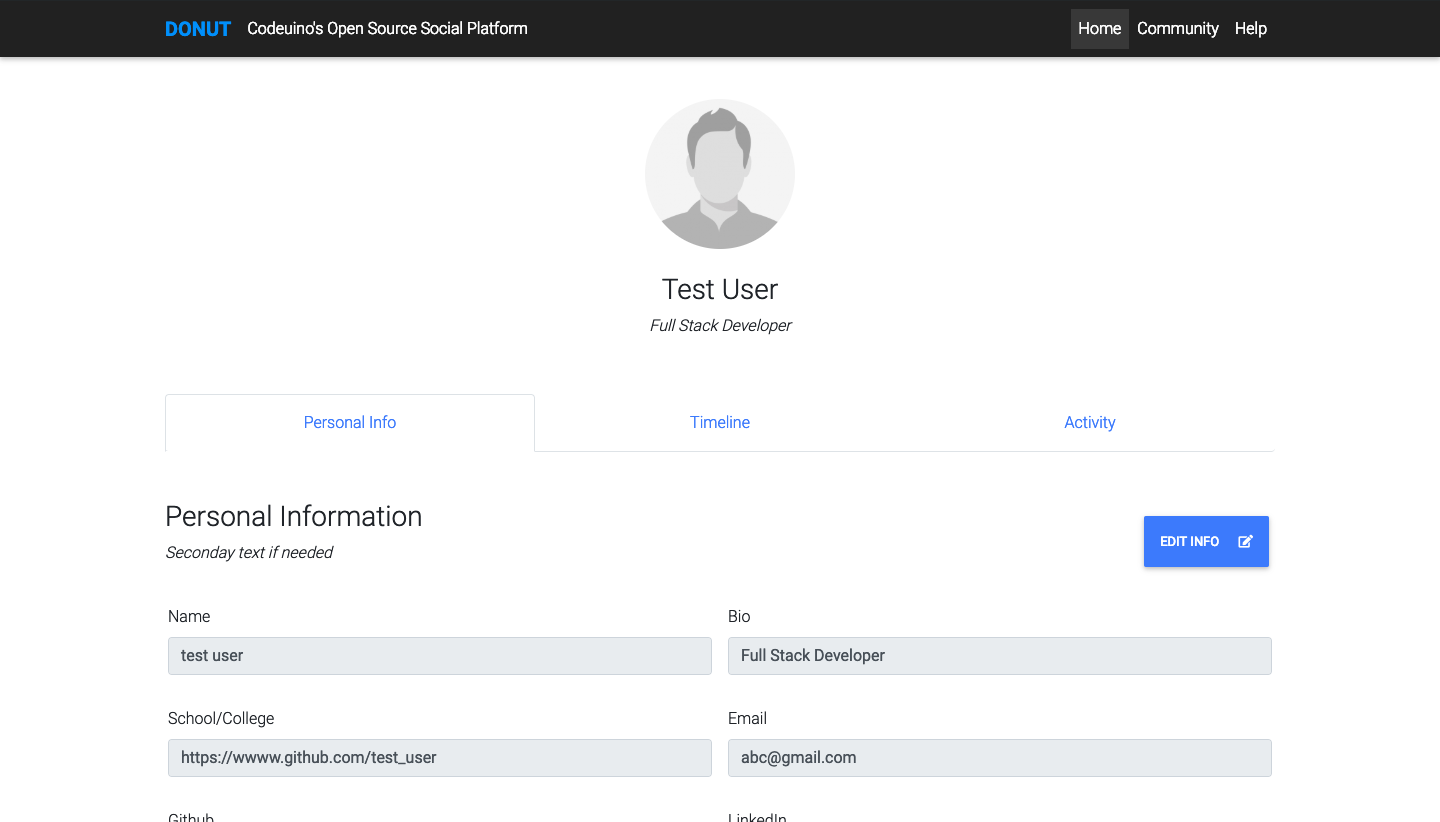 DONUT Codeuino's Open Source Social Platform Home Community Help
Test User
Full Stack Developer
Personal Info Timeline Activity
Personal Information
Seconday text if needed
EDIT INFO
Name Bio
test user Full Stack Developer
School/College Email
https://wwww.github.com/test_user abc@gmail.com
Github LinkedIn